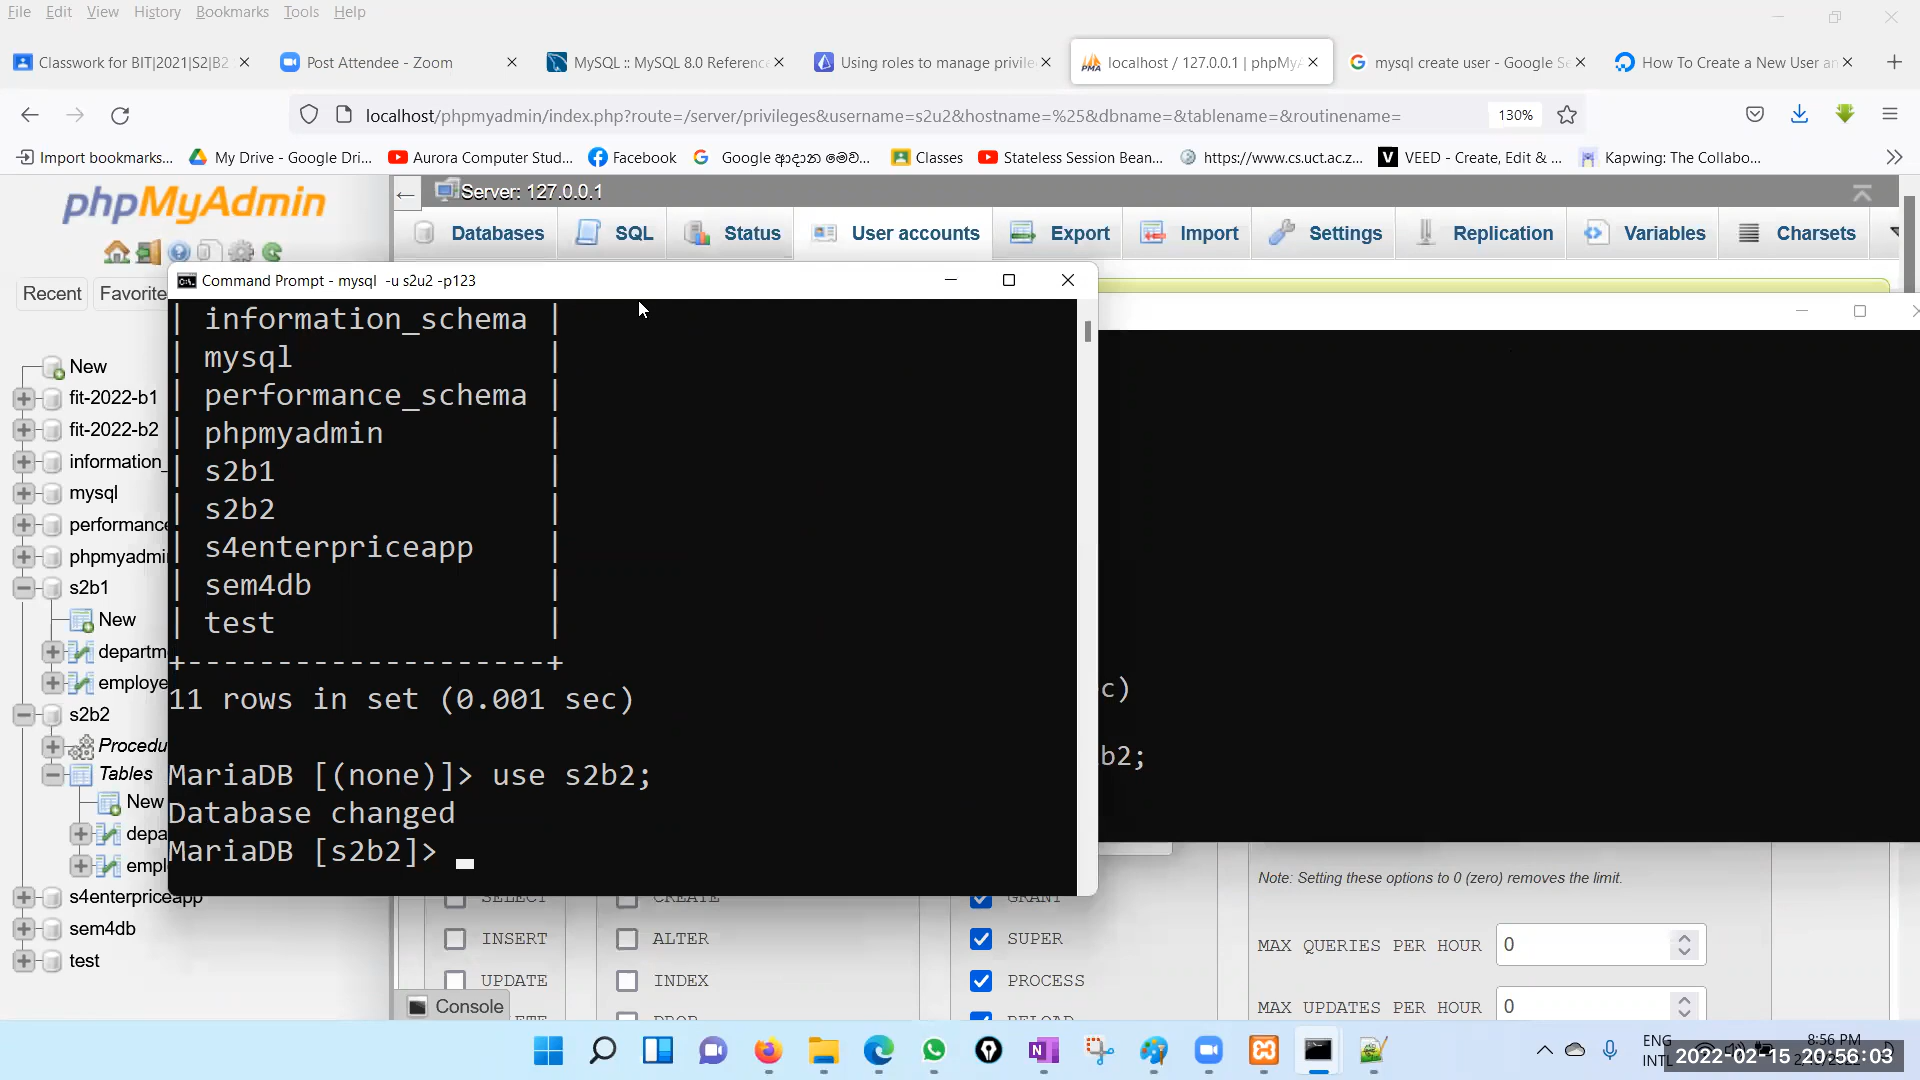 File Edit View History Bookmarks Tools Help
Classwork for BIT|2021|S2|B2
Post Attendee - Zoom
MySQL :: MySQL 8.0 Reference
Using roles to manage privile
localhost / 127.0.0.1 | phpMyA
mysql create user - Google Se
How To Create a New User an
localhost/phpmyadmin/index.php?route=/server/privileges&username=s2u2&hostname=%25&dbname=&tablename=&routinename=
130%
Import bookmarks...
My Drive - Google Dri...
Aurora Computer Stud...
Facebook
Google ආදාන මෙව...
Classes
Stateless Session Bean...
https://www.cs.uct.ac.z...
VEED - Create, Edit & ...
Kapwing: The Collabo...
phpMyAdmin
Server: 127.0.0.1
Databases SQL Status User accounts Export Import Settings Replication Variables Charsets
Recent Favorite
New
fit-2022-b1
fit-2022-b2
information_
mysql
performance
phpmyadmi
s2b1
New
departm
employe
s2b2
Procedu
Tables
New
depa
empl
s4enterpriceapp
sem4db
test
Command Prompt - mysql -u s2u2 -p123
| information_schema |
| mysql |
| performance_schema |
| phpmyadmin |
| s2b1 |
| s2b2 |
| s4enterpriceapp |
| sem4db |
| test |
+--------------------+
11 rows in set (0.001 sec)
MariaDB [(none)]> use s2b2;
Database changed
MariaDB [s2b2]>
c)
b2;
SELECT CREATE GRANT
INSERT ALTER SUPER
UPDATE INDEX PROCESS
Note: Setting these options to 0 (zero) removes the limit.
MAX QUERIES PER HOUR 0
MAX UPDATES PER HOUR 0
Console
ENG
INTL
8:56 PM
2022-02-15 20:56:03